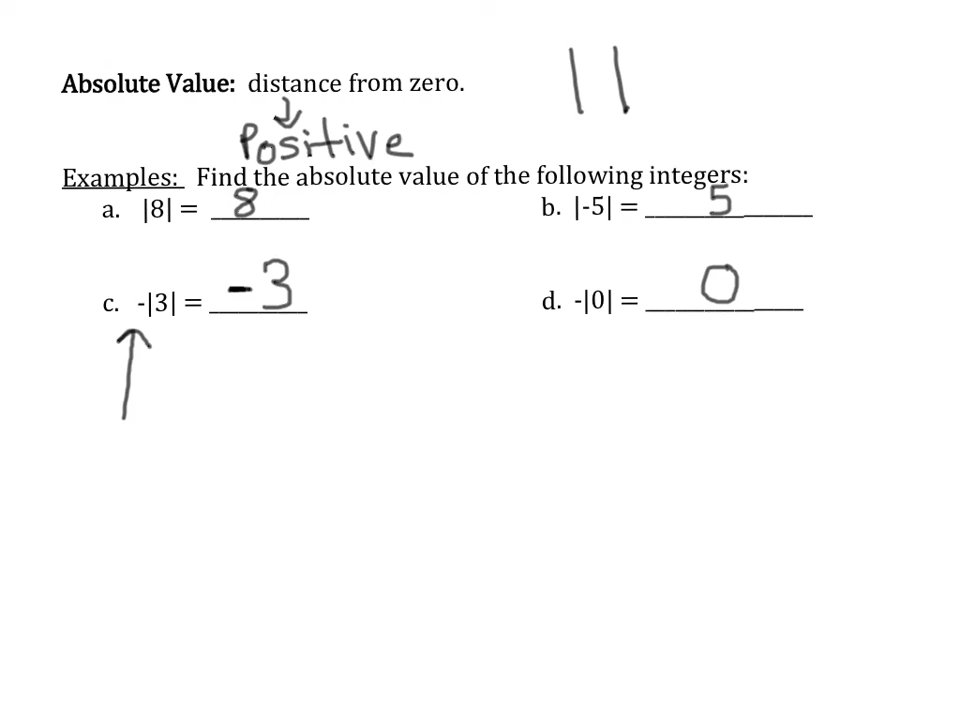 Absolute Value: distance from zero.
| |
Positive
Examples: Find the absolute value of the following integers:
a. |8| = 8
b. |-5| = 5
c. -|3| = -3
d. -|0| = 0